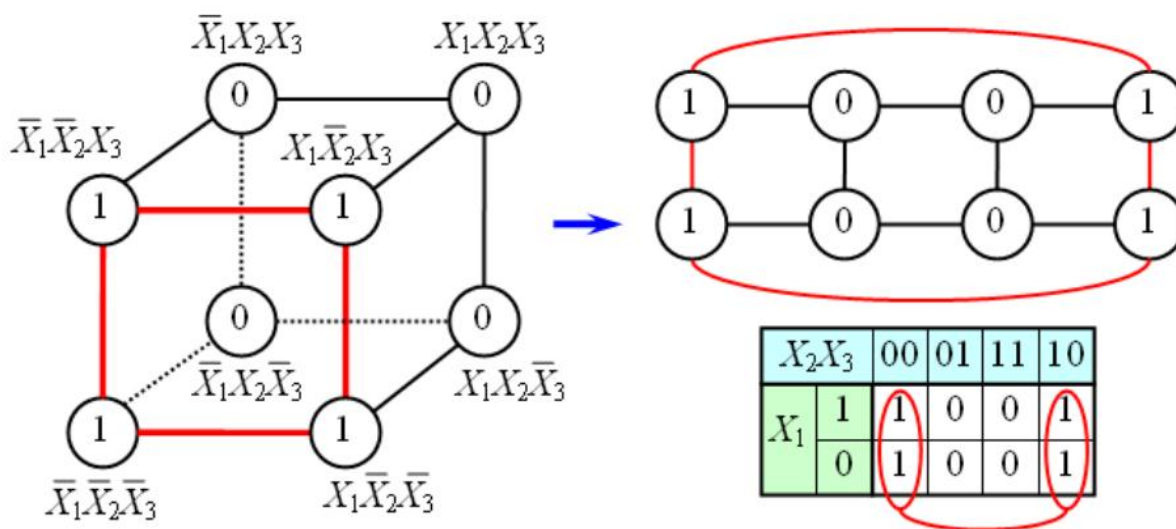 X̅₁X₂X₃ X₁X₂X₃
0 0
X̅₁X̅₂X₃ X₁X̅₂X₃
1 1
0 0
X̅₁X₂X̅₃ X₁X₂X̅₃
1 1
X̅₁X̅₂X̅₃ X₁X̅₂X̅₃
1 0 0 1
1 0 0 1
X₂X₃ 00 01 11 10
X₁ 1 1 0 0 1
0 1 0 0 1